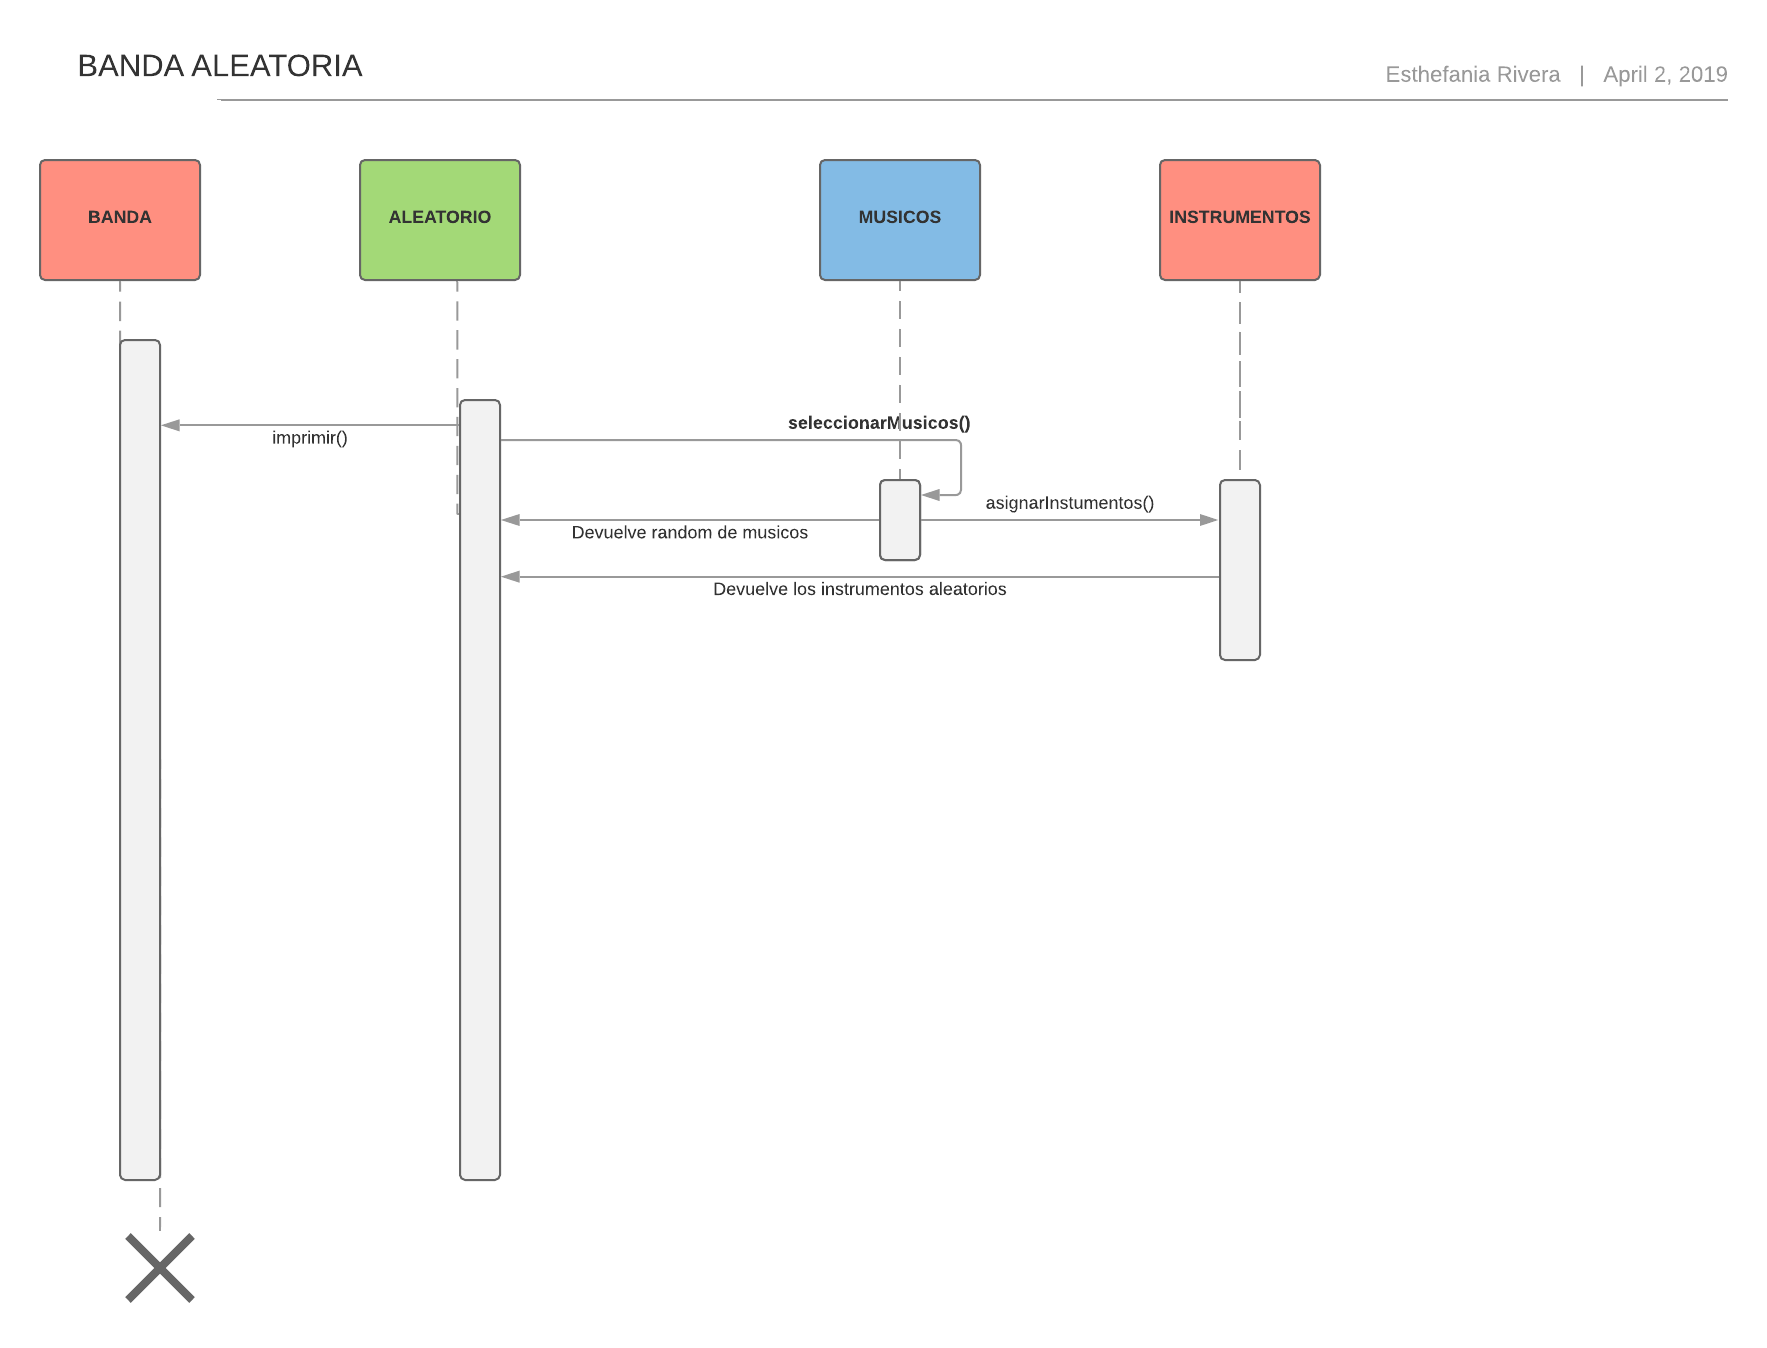 BANDA ALEATORIA
Esthefania Rivera | April 2, 2019
BANDA
ALEATORIO
MUSICOS
INSTRUMENTOS
seleccionarMusicos()
imprimir()
asignarInstumentos()
Devuelve random de musicos
Devuelve los instrumentos aleatorios